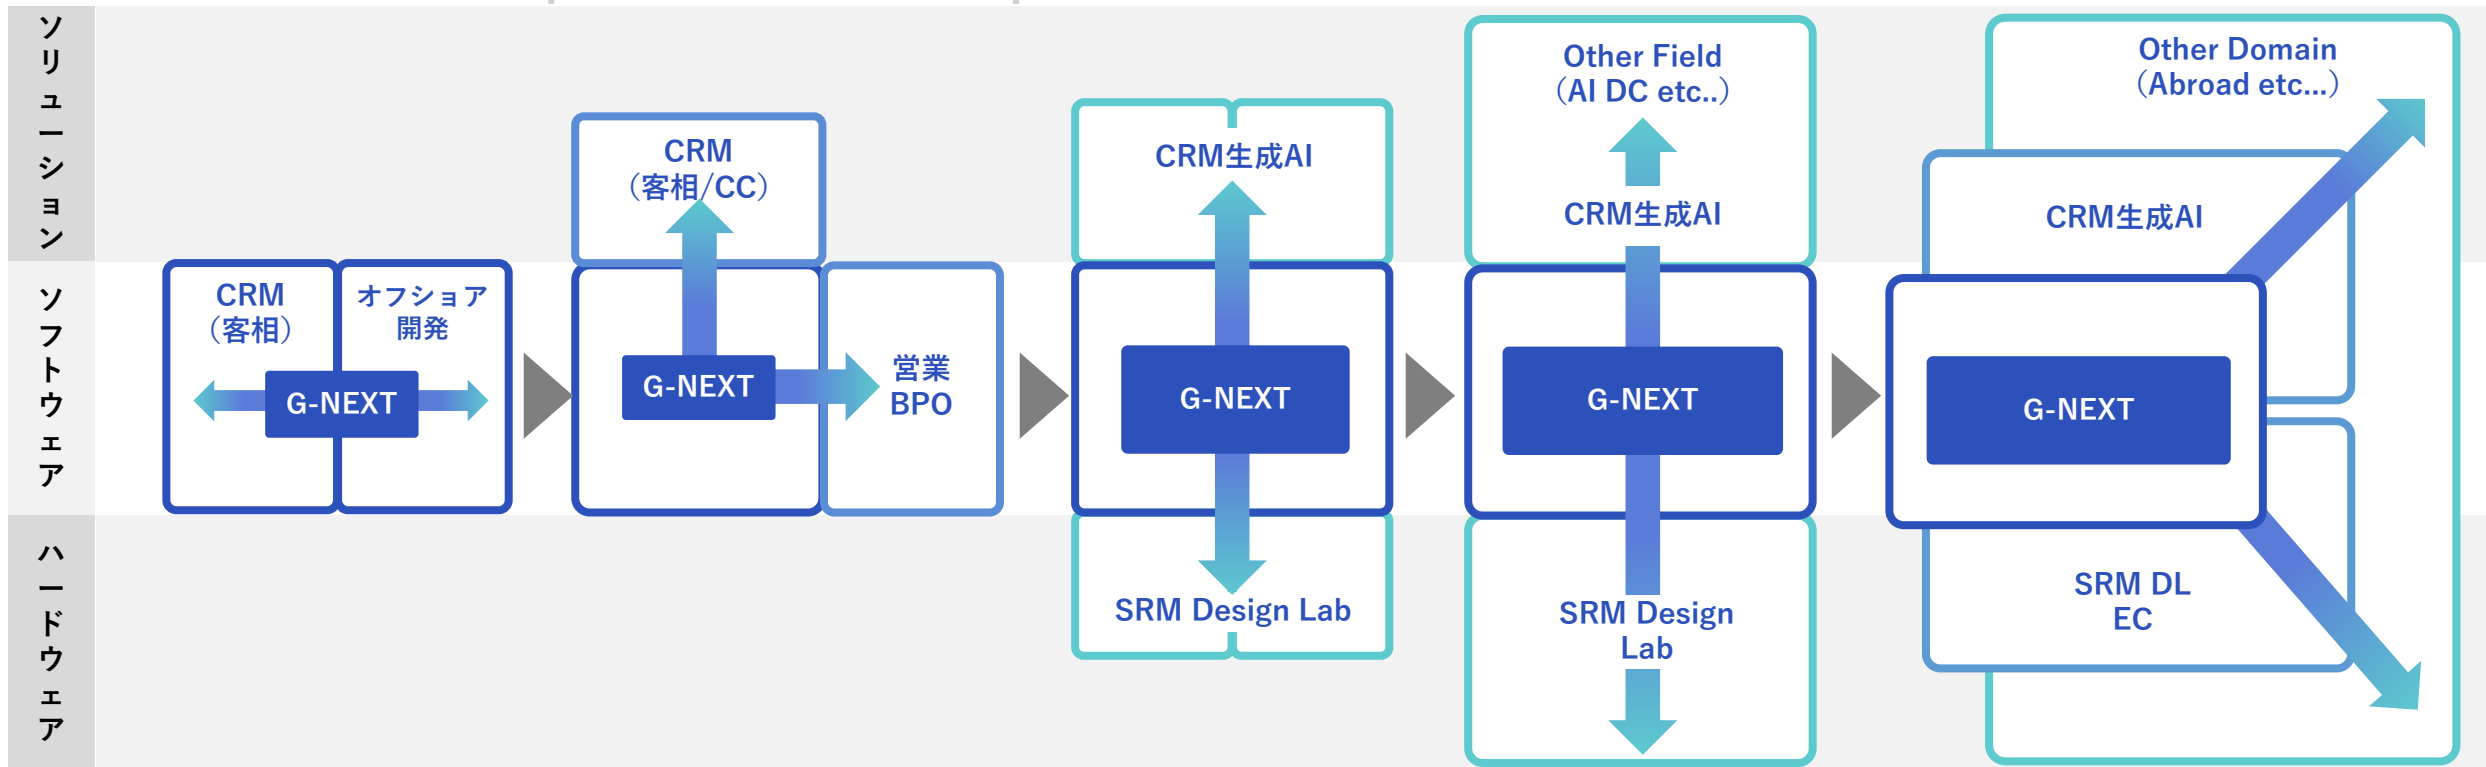 ソリューション
ソフトウェア
ハードウェア
CRM
（客相）
オフショア
開発
G-NEXT
CRM
（客相/CC）
G-NEXT
営業
BPO
CRM生成AI
G-NEXT
SRM Design Lab
Other Field
（AI DC etc..）
CRM生成AI
G-NEXT
SRM Design
Lab
Other Domain
（Abroad etc...）
CRM生成AI
G-NEXT
SRM DL
EC